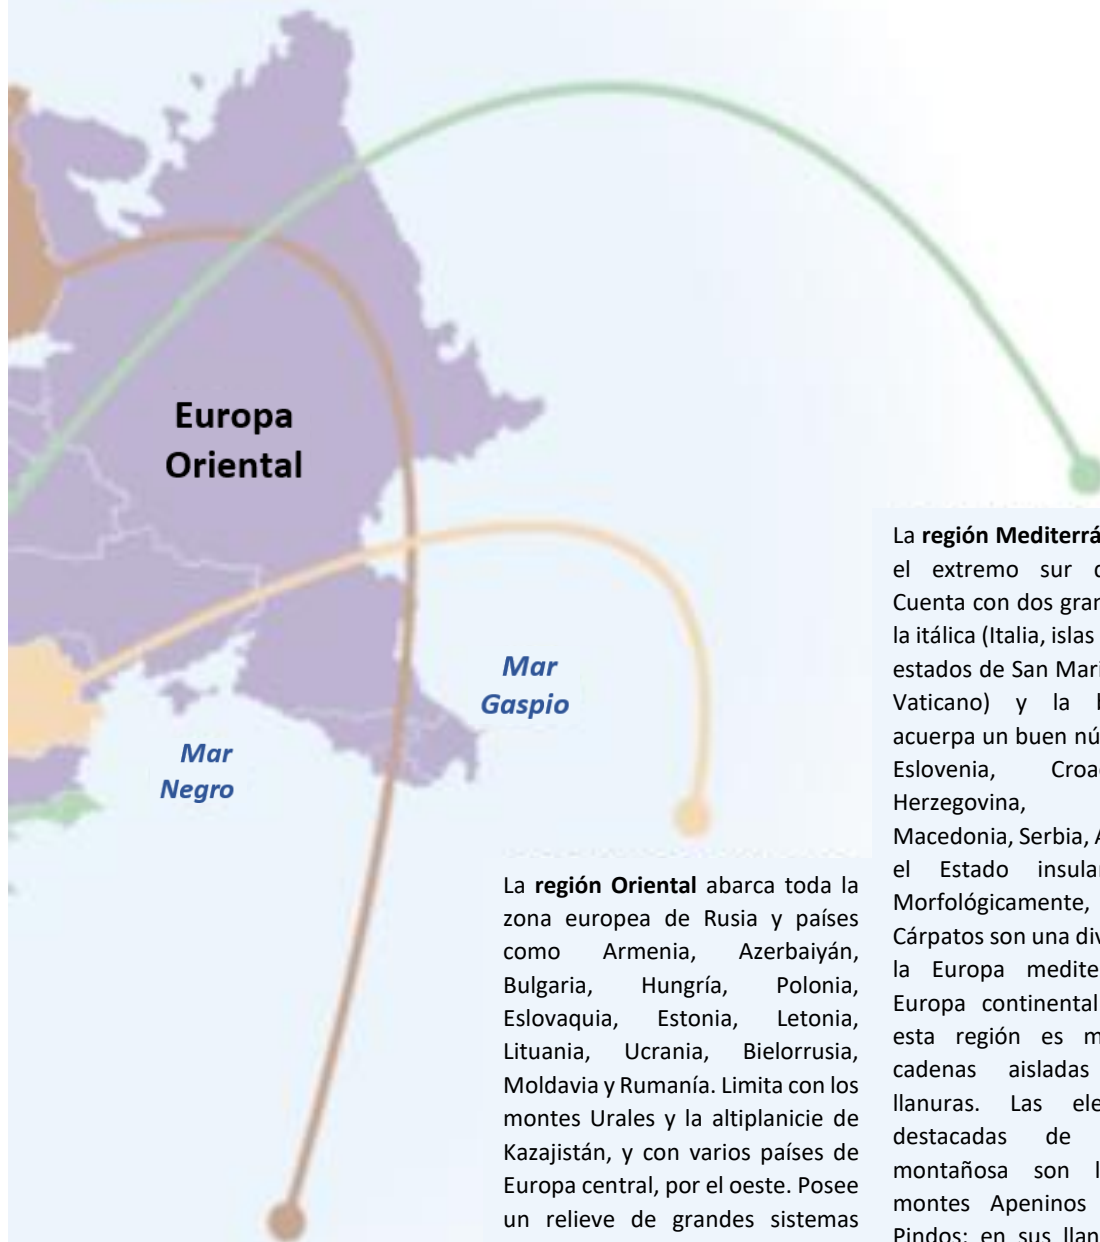 Europa
Oriental
Mar
Gaspio
Mar
Negro
La región Oriental abarca toda la
zona europea de Rusia y países
como Armenia, Azerbaiyán,
Bulgaria, Hungría, Polonia,
Eslovaquia, Estonia, Letonia,
Lituania, Ucrania, Bielorrusia,
Moldavia y Rumanía. Limita con los
montes Urales y la altiplanicie de
Kazajistán, y con varios países de
Europa central, por el oeste. Posee
un relieve de grandes sistemas
La región Mediterrá
el extremo sur d
Cuenta con dos gran
la itálica (Italia, islas
estados de San Mari
Vaticano) y la b
acuerpa un buen nú
Eslovenia, Croa
Herzegovina,
Macedonia, Serbia, A
el Estado insula
Morfológicamente,
Cárpatos son una div
la Europa medite
Europa continental
esta región es m
cadenas aisladas
llanuras. Las ele
destacadas de
montañosa son l
montes Apeninos
Pindos; en sus llan